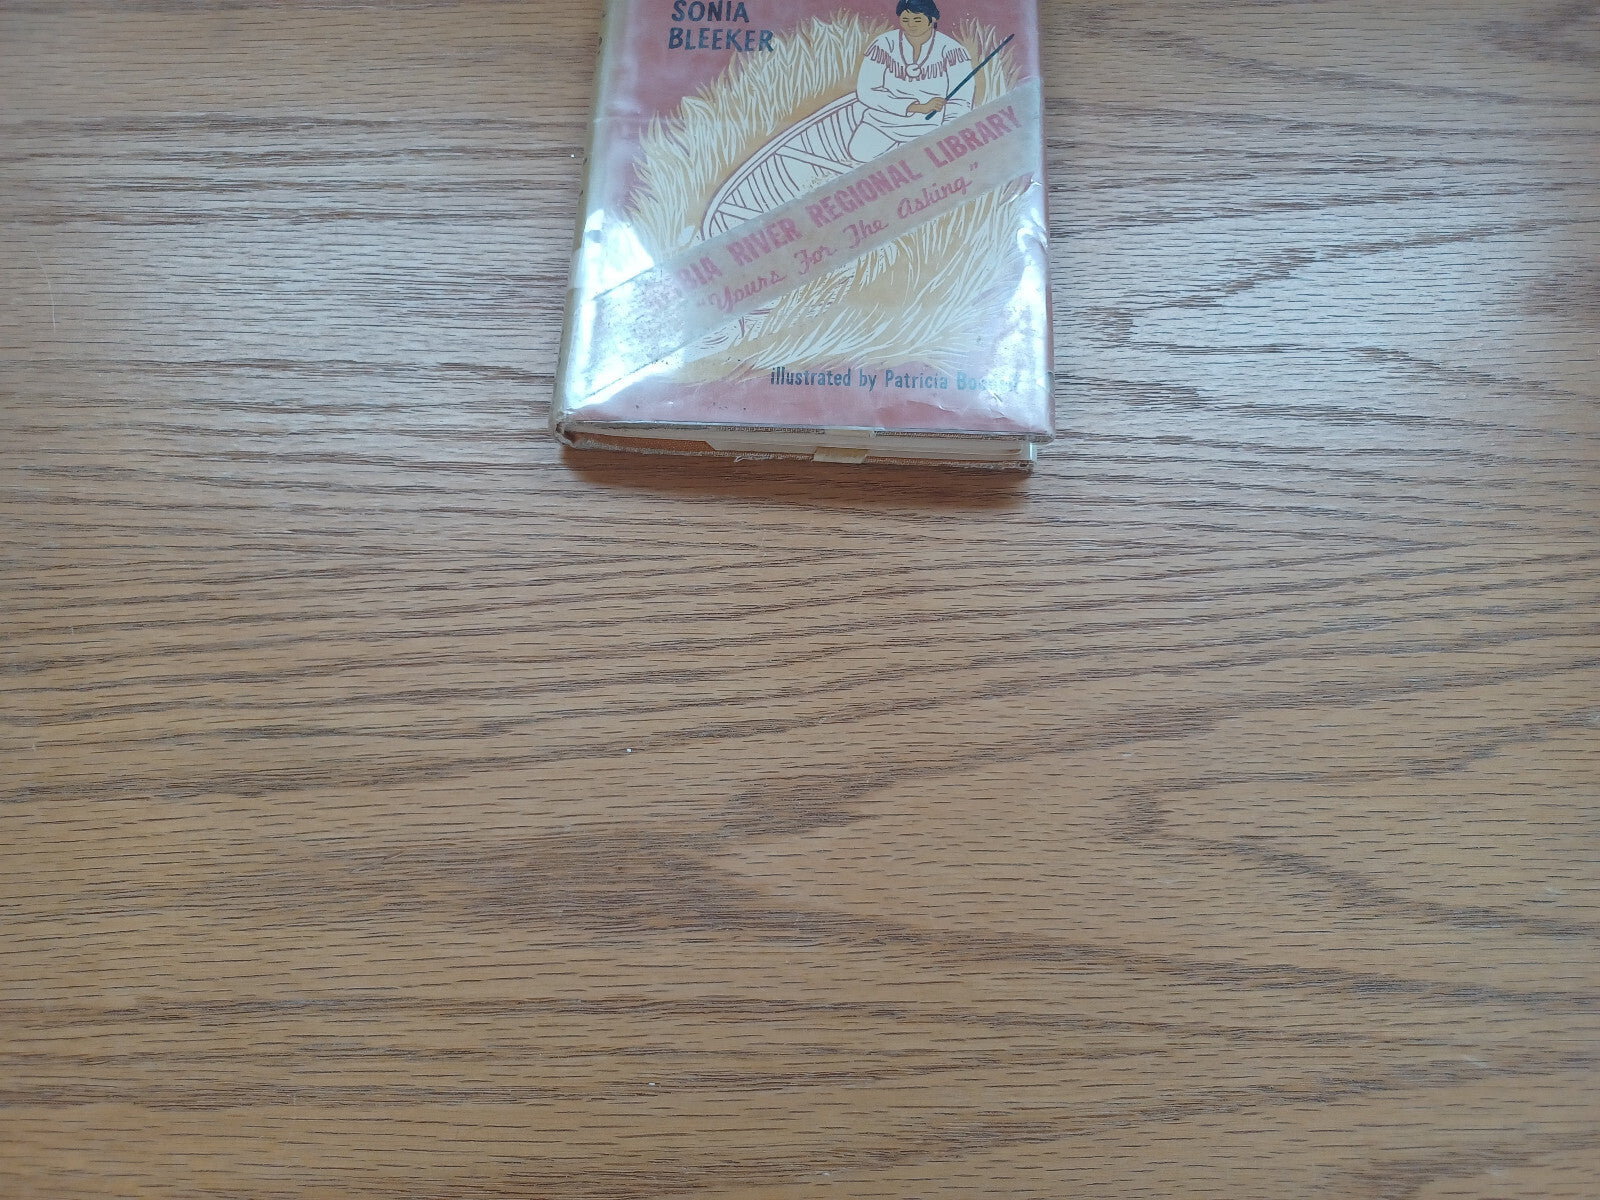 SONIA
BLEEKER
RIVER REGIONAL LIBRARY
"Yours For The Asking"
illustrated by Patricia